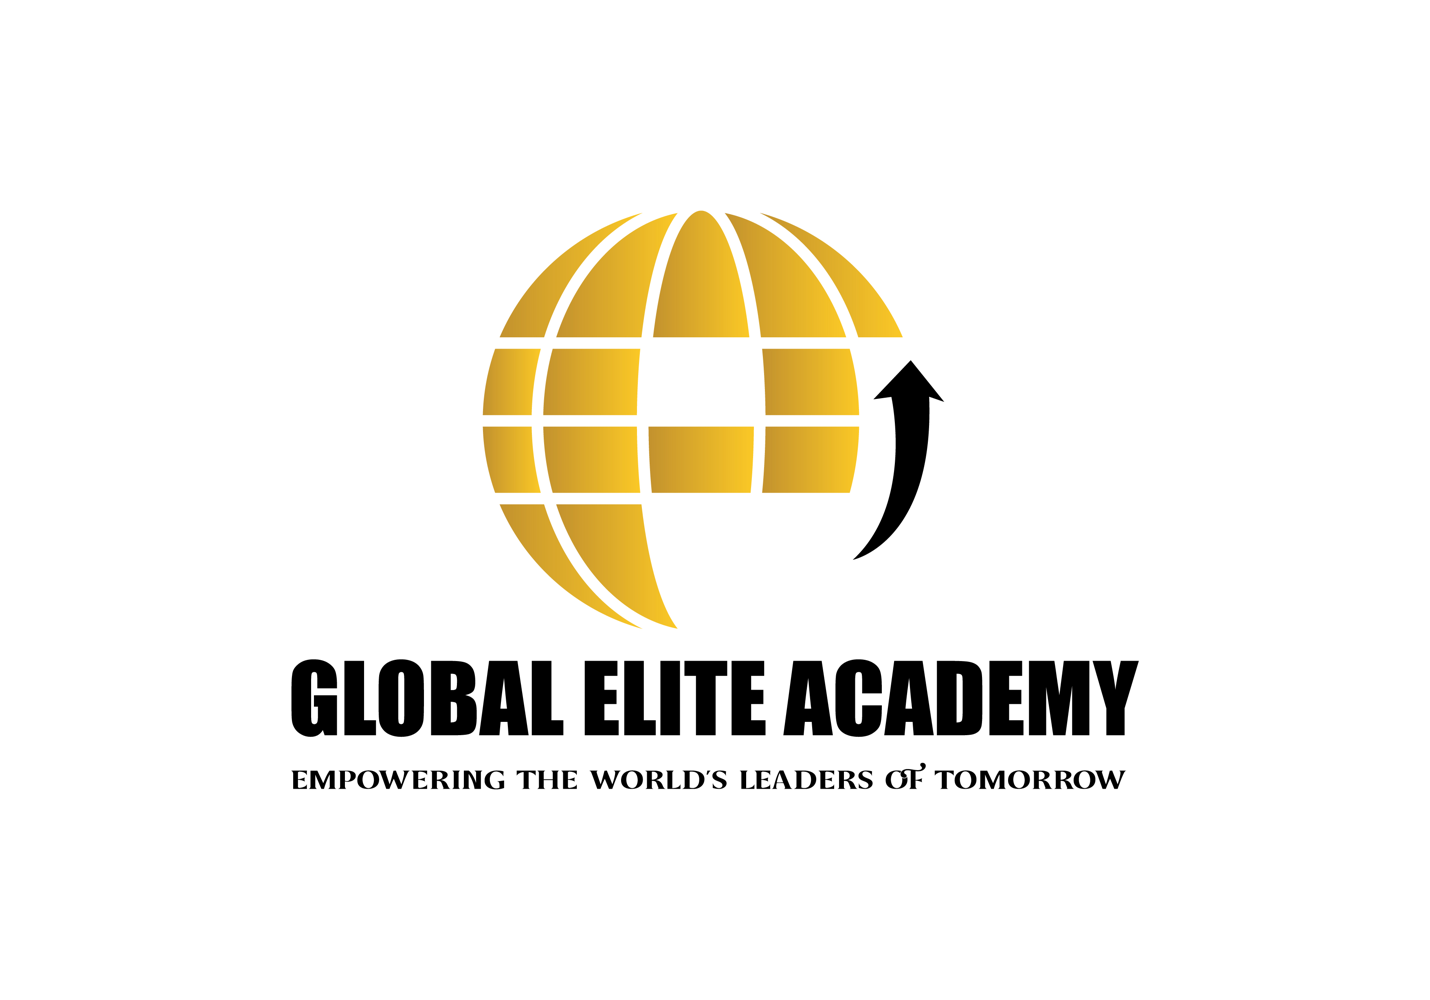 GLOBAL ELITE ACADEMY
EMPOWERING THE WORLD'S LEADERS OF TOMORROW